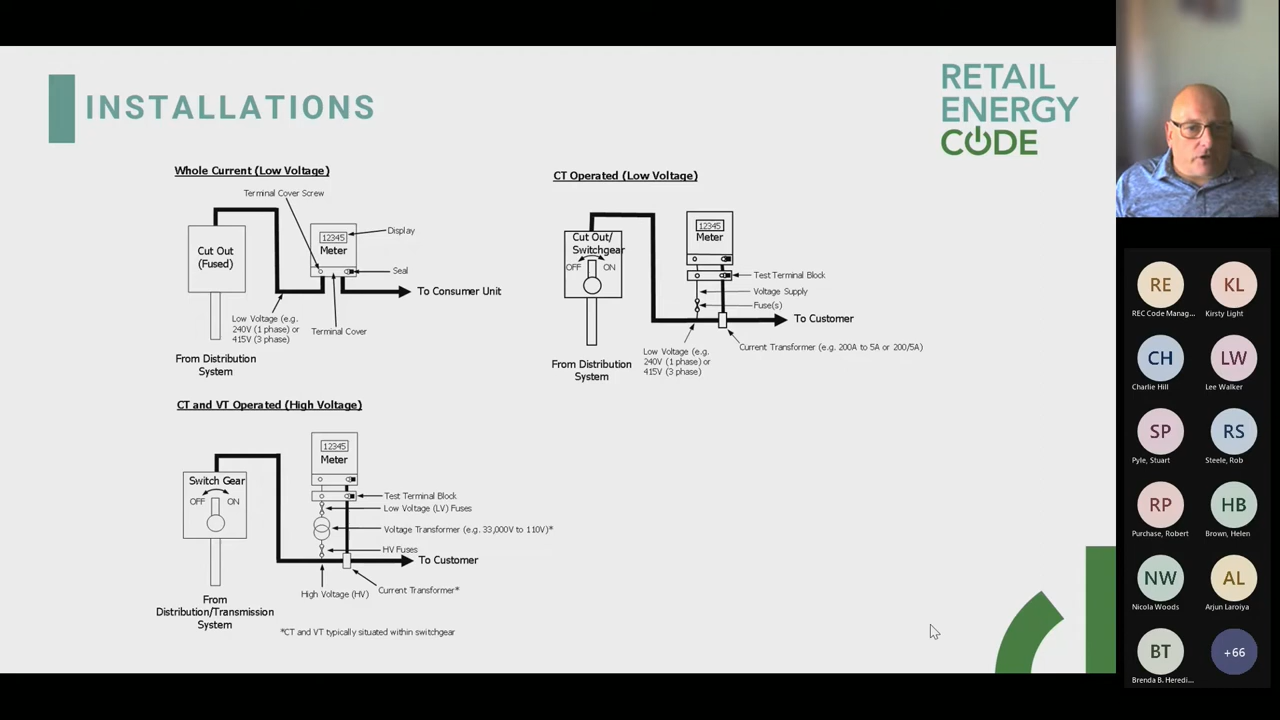 INSTALLATIONS
RETAIL
ENERGY
CODE
Whole Current (Low Voltage)
Terminal Cover Screw
12345
Display
Cut Out
(Fused)
Meter
Seal
To Consumer Unit
Low Voltage (e.g.
240V (1 phase) or
415V (3 phase)
Terminal Cover
From Distribution
System
CT Operated (Low Voltage)
12345
Cut Out/
Switchgear
Meter
OFF
ON
Test Terminal Block
Voltage Supply
Fuse(s)
To Customer
Low Voltage (e.g.
240V (1 phase) or
415V (3 phase)
Current Transformer (e.g. 200A to 5A or 200/5A)
From Distribution
System
CT and VT Operated (High Voltage)
12345
Meter
Switch Gear
OFF
ON
Test Terminal Block
Low Voltage (LV) Fuses
Voltage Transformer (e.g. 33,000V to 110V)*
HV Fuses
To Customer
High Voltage (HV)
Current Transformer*
From
Distribution/Transmission
System
*CT and VT typically situated within switchgear
RE
KL
REC Code Manag...
Kirsty Light
CH
LW
Charlie Hill
Lee Walker
SP
RS
Pyle, Stuart
Steele, Rob
RP
HB
Purchase, Robert
Brown, Helen
NW
AL
Nicola Woods
Arjun Laroiya
BT
+66
Brenda B. Heredi...